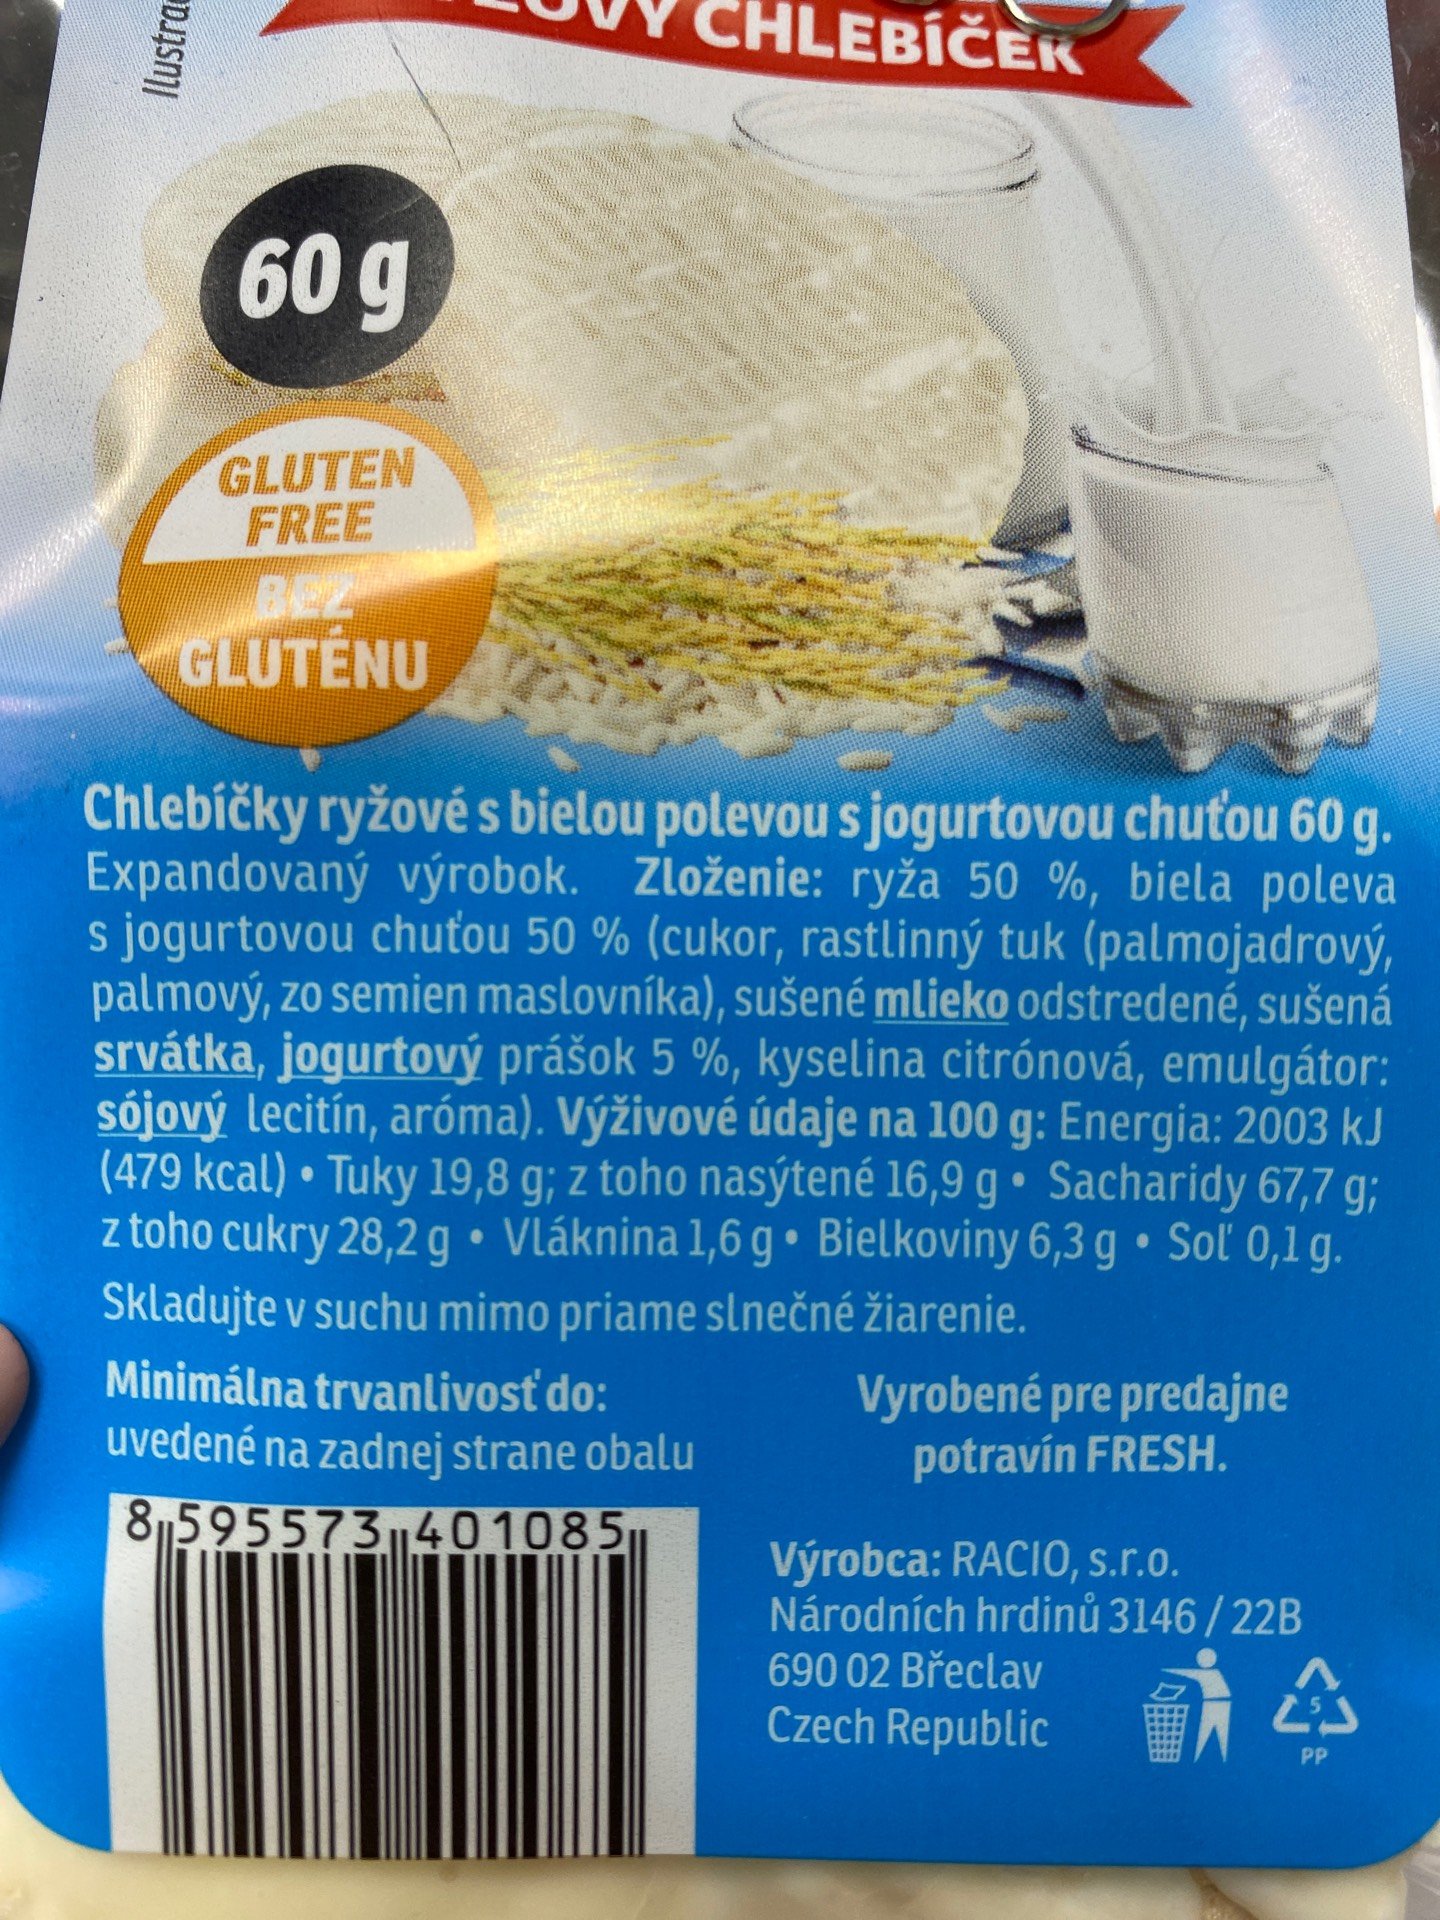 CHLEBÍČEK
60 g
GLUTEN
FREE
BEZ
GLUTÉNU
Chlebíčky ryžové s bielou polevou s jogurtovou chuťou 60 g.
Expandovaný výrobok. Zloženie: ryža 50 %, biela poleva
s jogurtovou chuťou 50 % (cukor, rastlinný tuk (palmojadrový,
palmový, zo semien maslovníka), sušené mlieko odstredené, sušená
srvátka, jogurtový prášok 5 %, kyselina citrónová, emulgátor:
sójový lecitín, aróma). Výživové údaje na 100 g: Energia: 2003 kJ
(479 kcal) • Tuky 19,8 g; z toho nasýtené 16,9 g • Sacharidy 67,7 g;
z toho cukry 28,2 g • Vláknina 1,6 g • Bielkoviny 6,3 g • Soľ 0,1 g.
Skladujte v suchu mimo priame slnečné žiarenie.
Minimálna trvanlivosť do:
uvedené na zadnej strane obalu
Vyrobené pre predajne
potravín FRESH.
8 595573 401085
Výrobca: RACIO, s.r.o.
Národních hrdinů 3146 / 22B
690 02 Břeclav
Czech Republic
5
PP